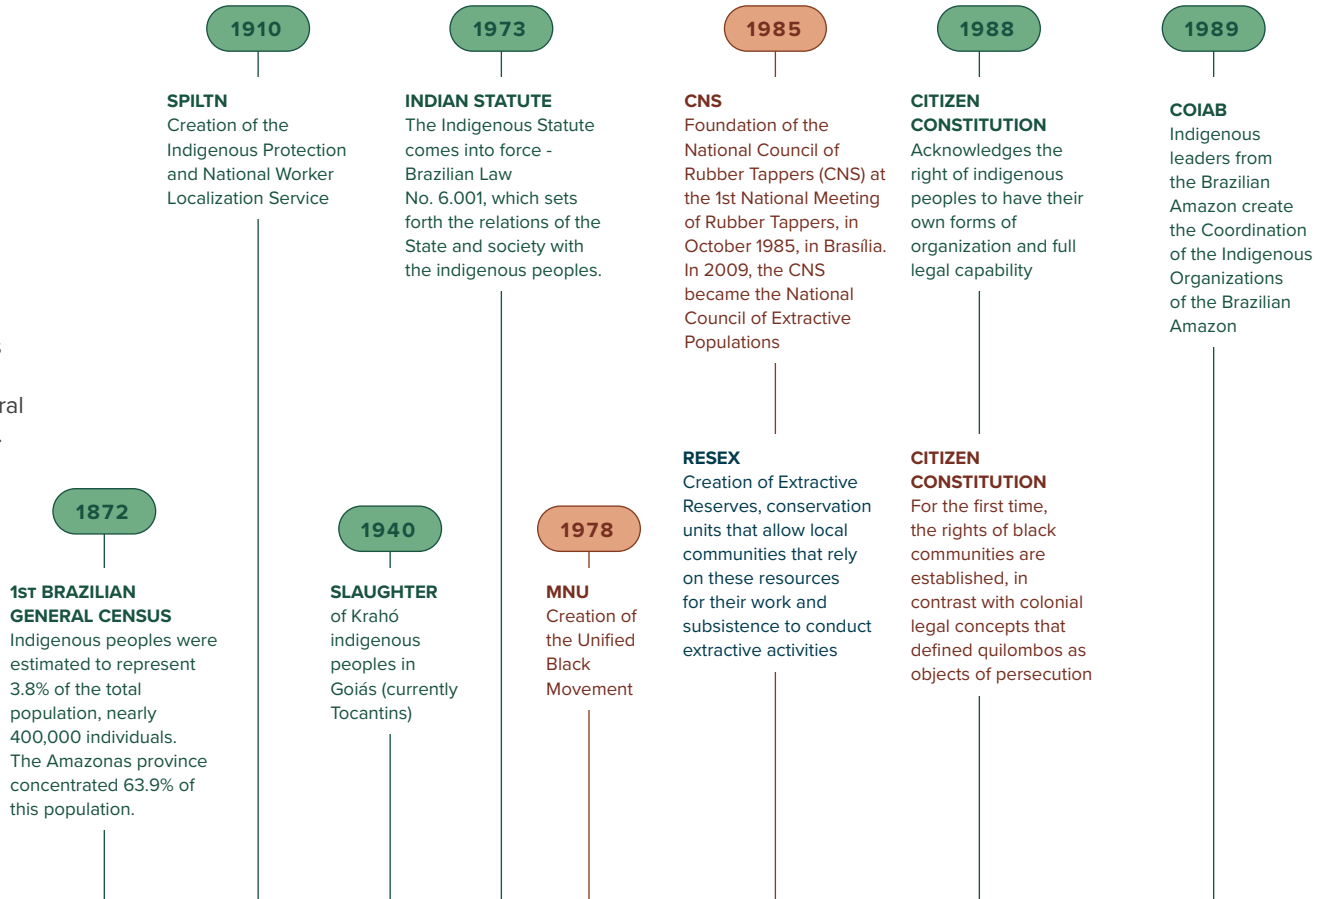 1910
SPILTN
Creation of the
Indigenous Protection
and National Worker
Localization Service
1973
INDIAN STATUTE
The Indigenous Statute
comes into force -
Brazilian Law
No. 6.001, which sets
forth the relations of the
State and society with
the indigenous peoples.
1985
CNS
Foundation of the
National Council of
Rubber Tappers (CNS) at
the 1st National Meeting
of Rubber Tappers, in
October 1985, in Brasília.
In 2009, the CNS
became the National
Council of Extractive
Populations
RESEX
Creation of Extractive
Reserves, conservation
units that allow local
communities that rely
on these resources
for their work and
subsistence to conduct
extractive activities
1988
CITIZEN
CONSTITUTION
Acknowledges the
right of indigenous
peoples to have their
own forms of
organization and full
legal capability
CITIZEN
CONSTITUTION
For the first time,
the rights of black
communities are
established, in
contrast with colonial
legal concepts that
defined quilombos as
objects of persecution
1989
COIAB
Indigenous
leaders from
the Brazilian
Amazon create
the Coordination
of the Indigenous
Organizations
of the Brazilian
Amazon
1872
1ST BRAZILIAN
GENERAL CENSUS
Indigenous peoples were
estimated to represent
3.8% of the total
population, nearly
400,000 individuals.
The Amazonas province
concentrated 63.9% of
this population.
1940
SLAUGHTER
of Krahó
indigenous
peoples in
Goiás (currently
Tocantins)
1978
MNU
Creation of
the Unified
Black
Movement